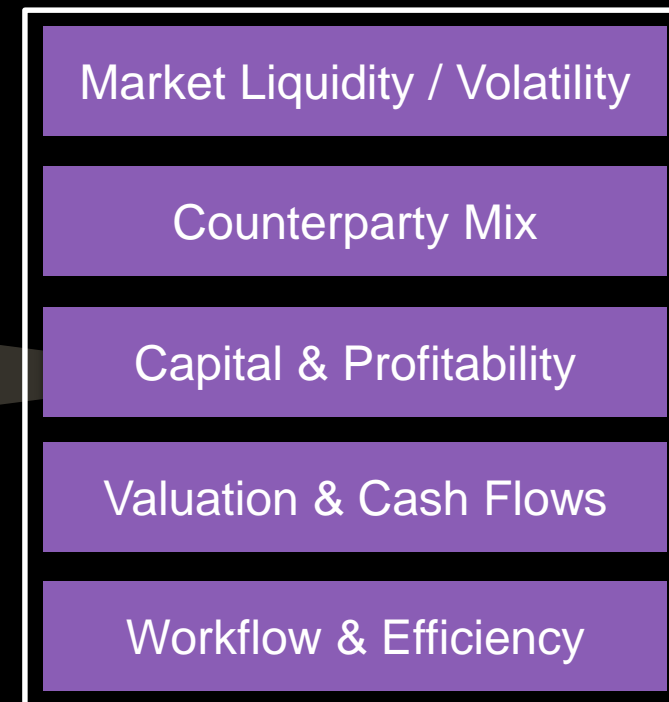 Market Liquidity / Volatility
Counterparty Mix
Capital & Profitability
Valuation & Cash Flows
Workflow & Efficiency